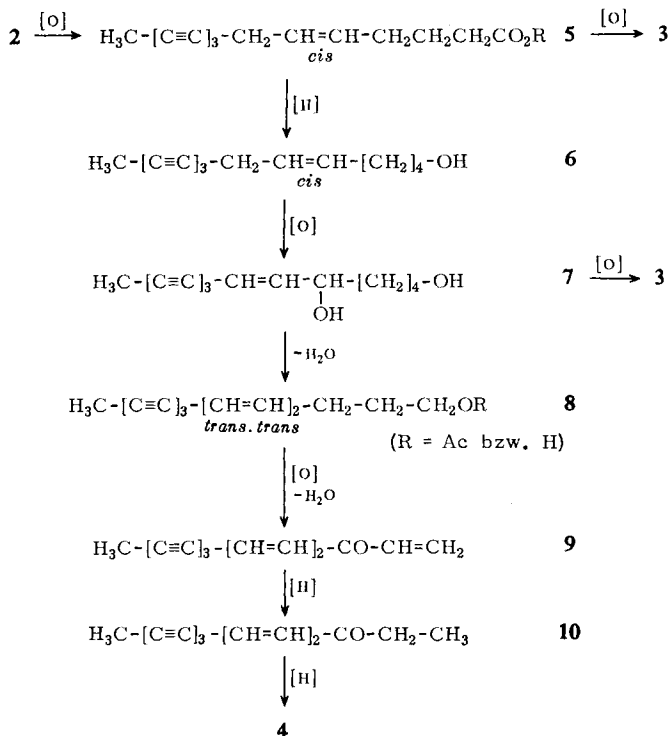 2 [O] H₃C-[C≡C]₃-CH₂-CH=CH-CH₂CH₂CH₂CO₂R 5 [O] 3
cis
[H]
H₃C-[C≡C]₃-CH₂-CH=CH-[CH₂]₄-OH 6
cis
[O]
H₃C-[C≡C]₃-CH=CH-CH-[CH₂]₄-OH 7 [O] 3
OH
-H₂O
H₃C-[C≡C]₃-[CH=CH]₂-CH₂-CH₂-CH₂OR 8
trans.trans
(R = Ac bzw. H)
[O]
-H₂O
H₃C-[C≡C]₃-[CH=CH]₂-CO-CH=CH₂ 9
[H]
H₃C-[C≡C]₃-[CH=CH]₂-CO-CH₂-CH₃ 10
[H]
4